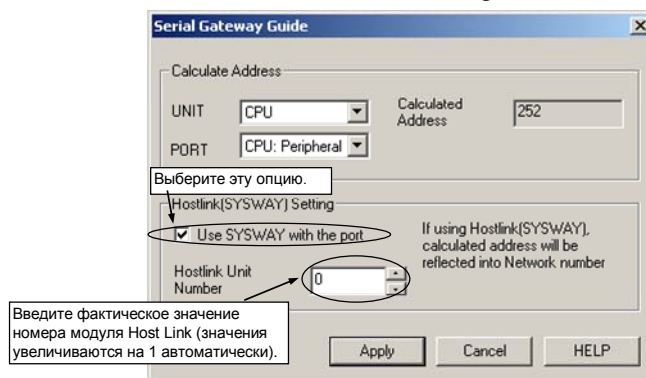 Serial Gateway Guide
Calculate Address
UNIT
CPU
Calculated
Address
252
PORT
CPU: Peripheral
Выберите эту опцию.
Hostlink(SYSWAY) Setting
Use SYSWAY with the port
If using Hostlink(SYSWAY),
calculated address will be
reflected into Network number
Hostlink Unit
Number
0
Введите фактическое значение
номера модуля Host Link (значения
увеличиваются на 1 автоматически).
Apply
Cancel
HELP